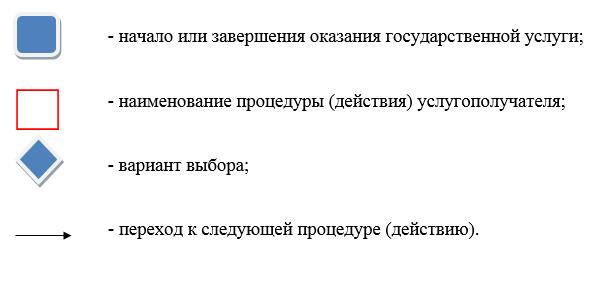 - начало или завершения оказания государственной услуги;
- наименование процедуры (действия) услугополучателя;
- вариант выбора;
- переход к следующей процедуре (действию).